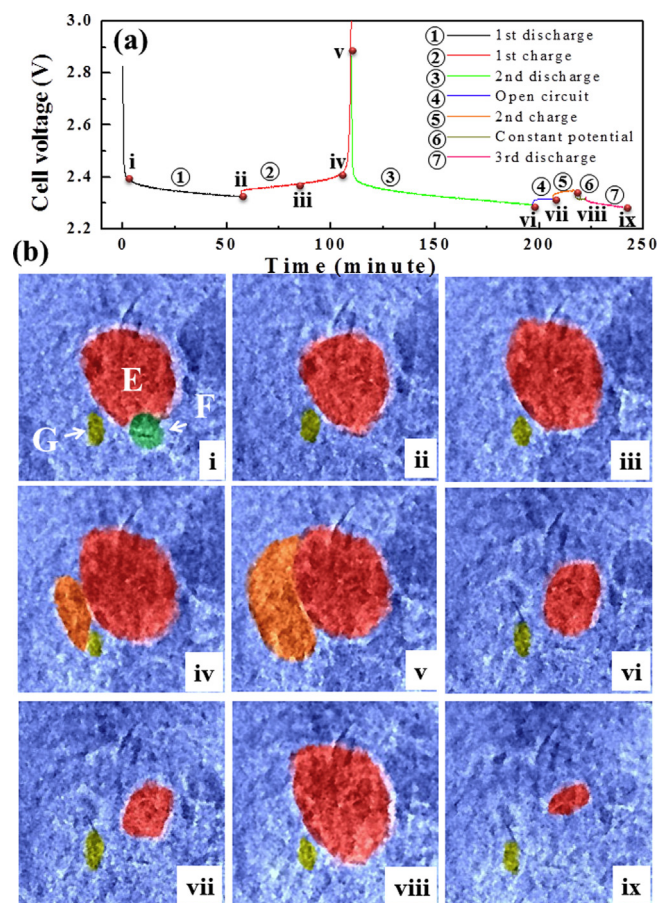 (a)
Cell voltage (V)
3.0
2.8
2.6
2.4
2.2
0
50
100
150
200
250
Time (minute)
i
ii
iii
iv
v
vi
vii
viii
ix
①
②
③
④
⑤
⑥
⑦
① 1st discharge
② 1st charge
③ 2nd discharge
④ Open circuit
⑤ 2nd charge
⑥ Constant potential
⑦ 3rd discharge
(b)
E
F
G
i
ii
iii
iv
v
vi
vii
viii
ix